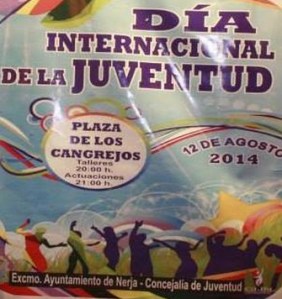 DÍA
INTERNACIONAL
DE LA JUVENTUD
PLAZA
DE LOS
CANGREJOS
Talleres
20:00 h.
Actuaciones
21:00 h.
12 DE AGOSTO
2014
Excmo. Ayuntamiento de Nerja - Concejalía de Juventud